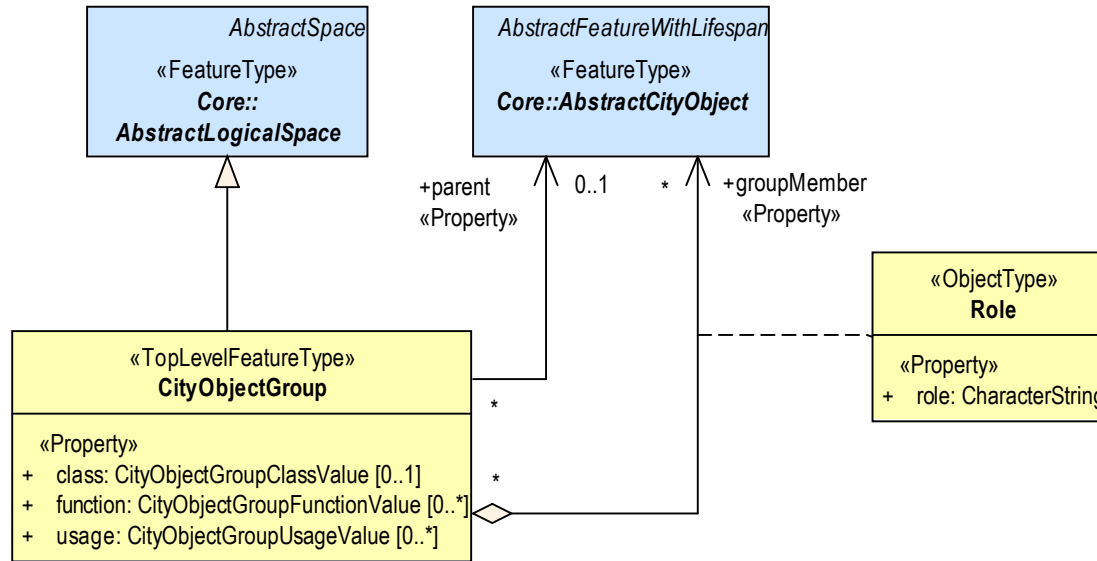 AbstractSpace
«FeatureType»
Core::
AbstractLogicalSpace
AbstractFeatureWithLifespan
«FeatureType»
Core::AbstractCityObject
+parent
«Property»
0..1
*
+groupMember
«Property»
«ObjectType»
Role
«Property»
+ role: CharacterString
«TopLevelFeatureType»
CityObjectGroup
«Property»
+ class: CityObjectGroupClassValue [0..1]
+ function: CityObjectGroupFunctionValue [0..*]
+ usage: CityObjectGroupUsageValue [0..*]
*
*